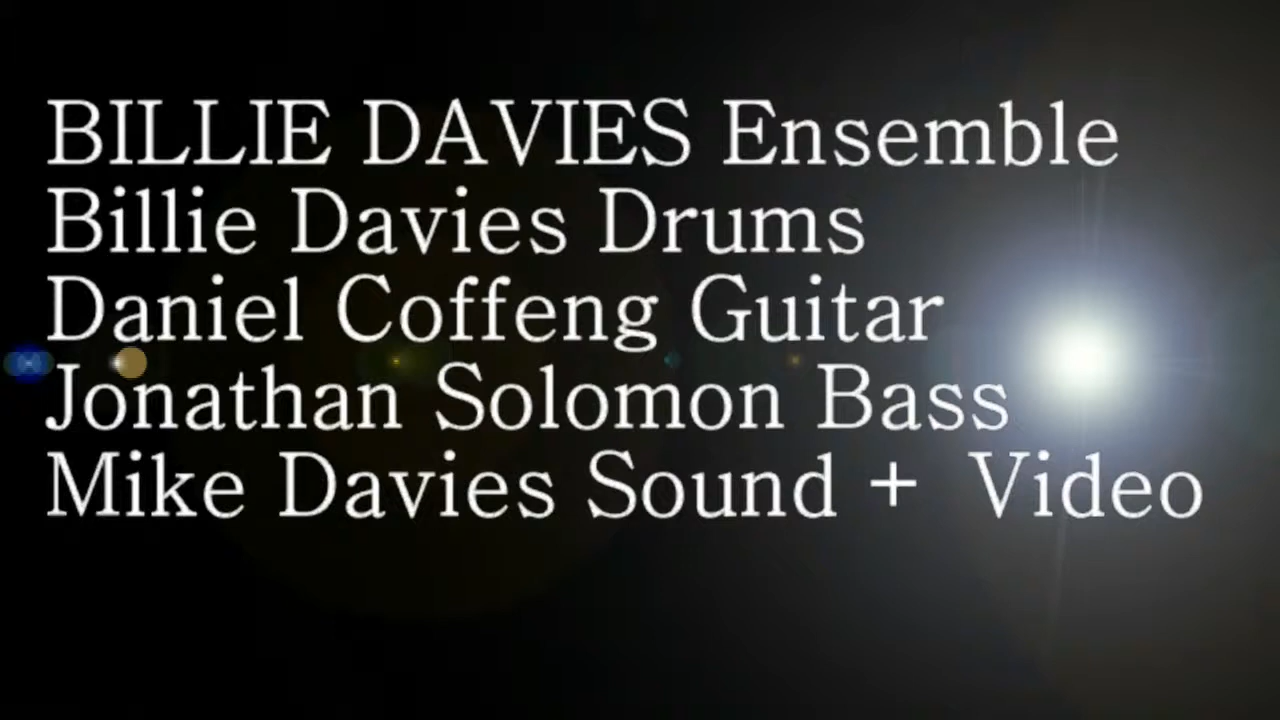 BILLIE DAVIES Ensemble
Billie Davies Drums
Daniel Coffeng Guitar
Jonathan Solomon Bass
Mike Davies Sound + Video